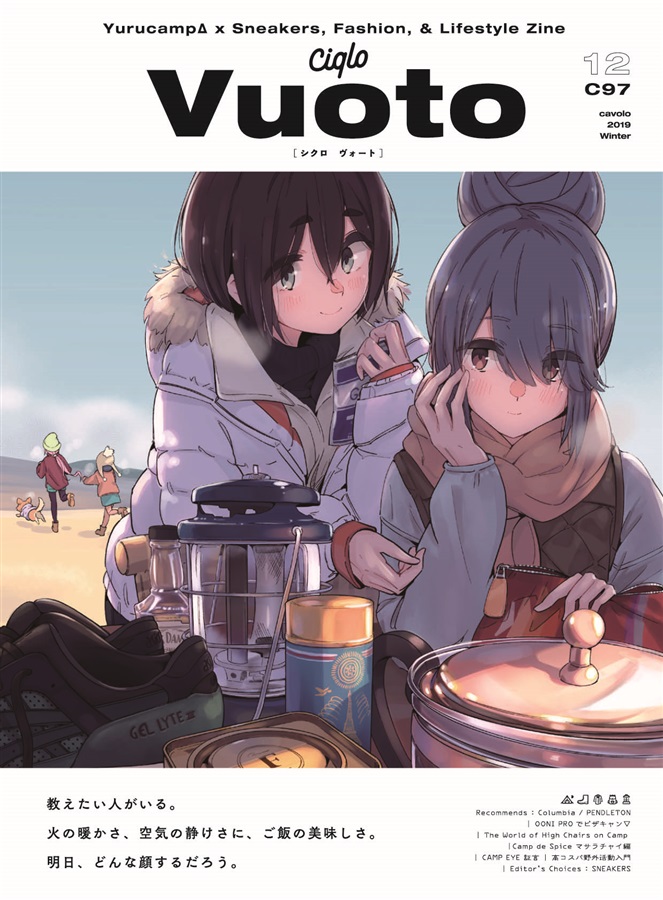 YurucampΔ x Sneakers, Fashion, & Lifestyle Zine
Ciqlo
Vuoto
[シクロ ヴォート]
12
C97
cavolo
2019
Winter
GEL LYTE III
E
教えたい人がいる。
火の暖かさ、空気の静けさに、ご飯の美味しさ。
明日、どんな顔するだろう。
Recommends : Columbia / PENDLETON
| OONI PRO でピザキャン▽
| The World of High Chairs on Camp
|Camp de Spice マサラチャイ編
| CAMP EYE 証言 | 高コスパ野外活動入門
| Editor's Choices : SNEAKERS